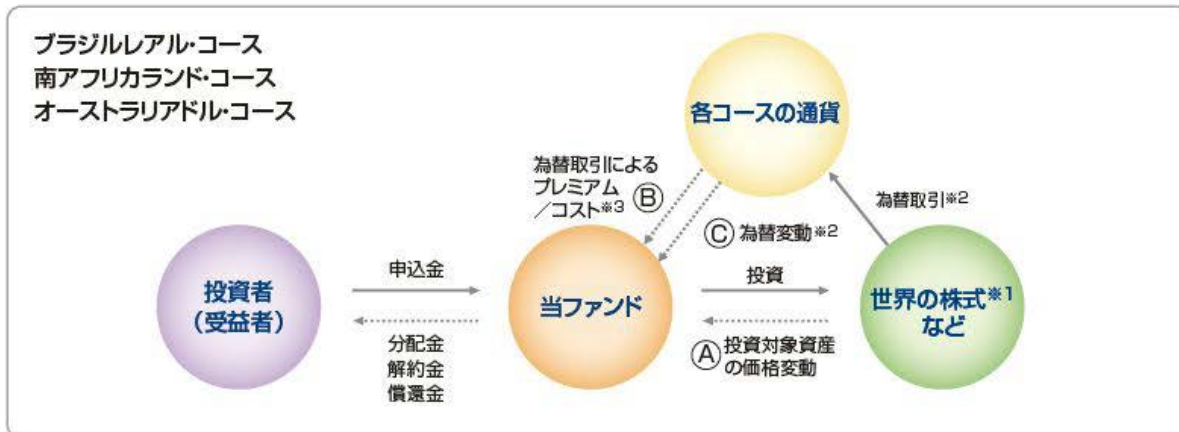 ブラジルレアル・コース
南アフリカランド・コース
オーストラリアドル・コース
各コースの通貨
為替取引による
プレミアム
／コスト※3
Ⓑ
Ⓒ 為替変動※2
為替取引※2
投資者
（受益者）
申込金
分配金
解約金
償還金
当ファンド
投資
Ⓐ 投資対象資産
の価格変動
世界の株式※1
など